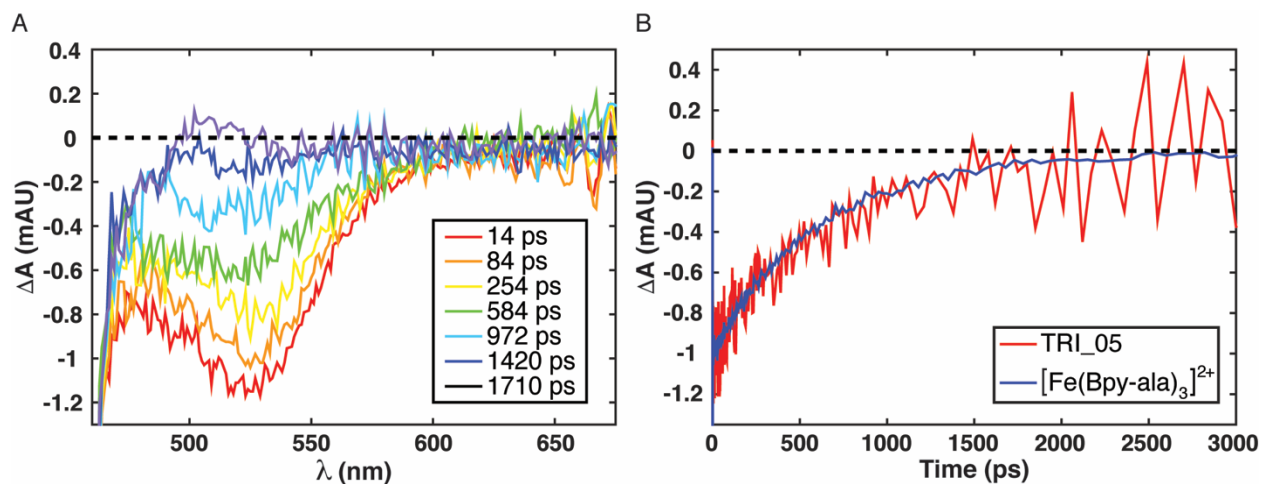 A
ΔA (mAU)
0.4
0.2
0
-0.2
-0.4
-0.6
-0.8
-1
-1.2
500
550
600
650
λ (nm)
14 ps
84 ps
254 ps
584 ps
972 ps
1420 ps
1710 ps
B
ΔA (mAU)
0.4
0.2
0
-0.2
-0.4
-0.6
-0.8
-1
-1.2
0
500
1000
1500
2000
2500
3000
Time (ps)
TRI_05
[Fe(Bpy-ala)₃]²⁺